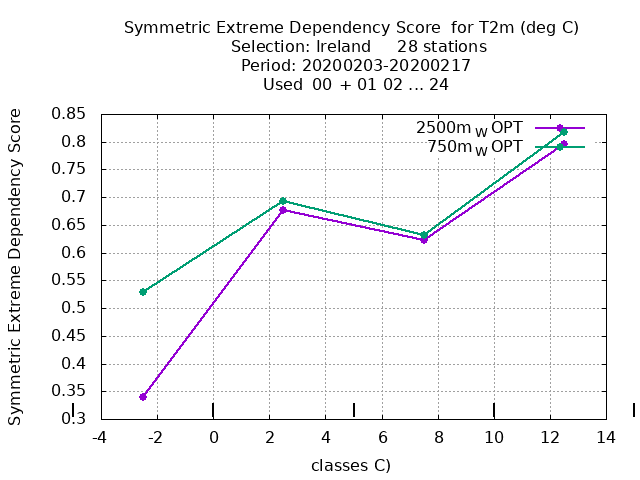 Symmetric Extreme Dependency Score  for T2m (deg C)
Selection: Ireland     28 stations
Period: 20200203-20200217
Used  00 + 01 02 ... 24
Symmetric Extreme Dependency Score
0.85
0.8
0.75
0.7
0.65
0.6
0.55
0.5
0.45
0.4
0.35
0.3
2500m W OPT
750m W OPT
-4 -2 0 2 4 6 8 10 12 14
classes C)